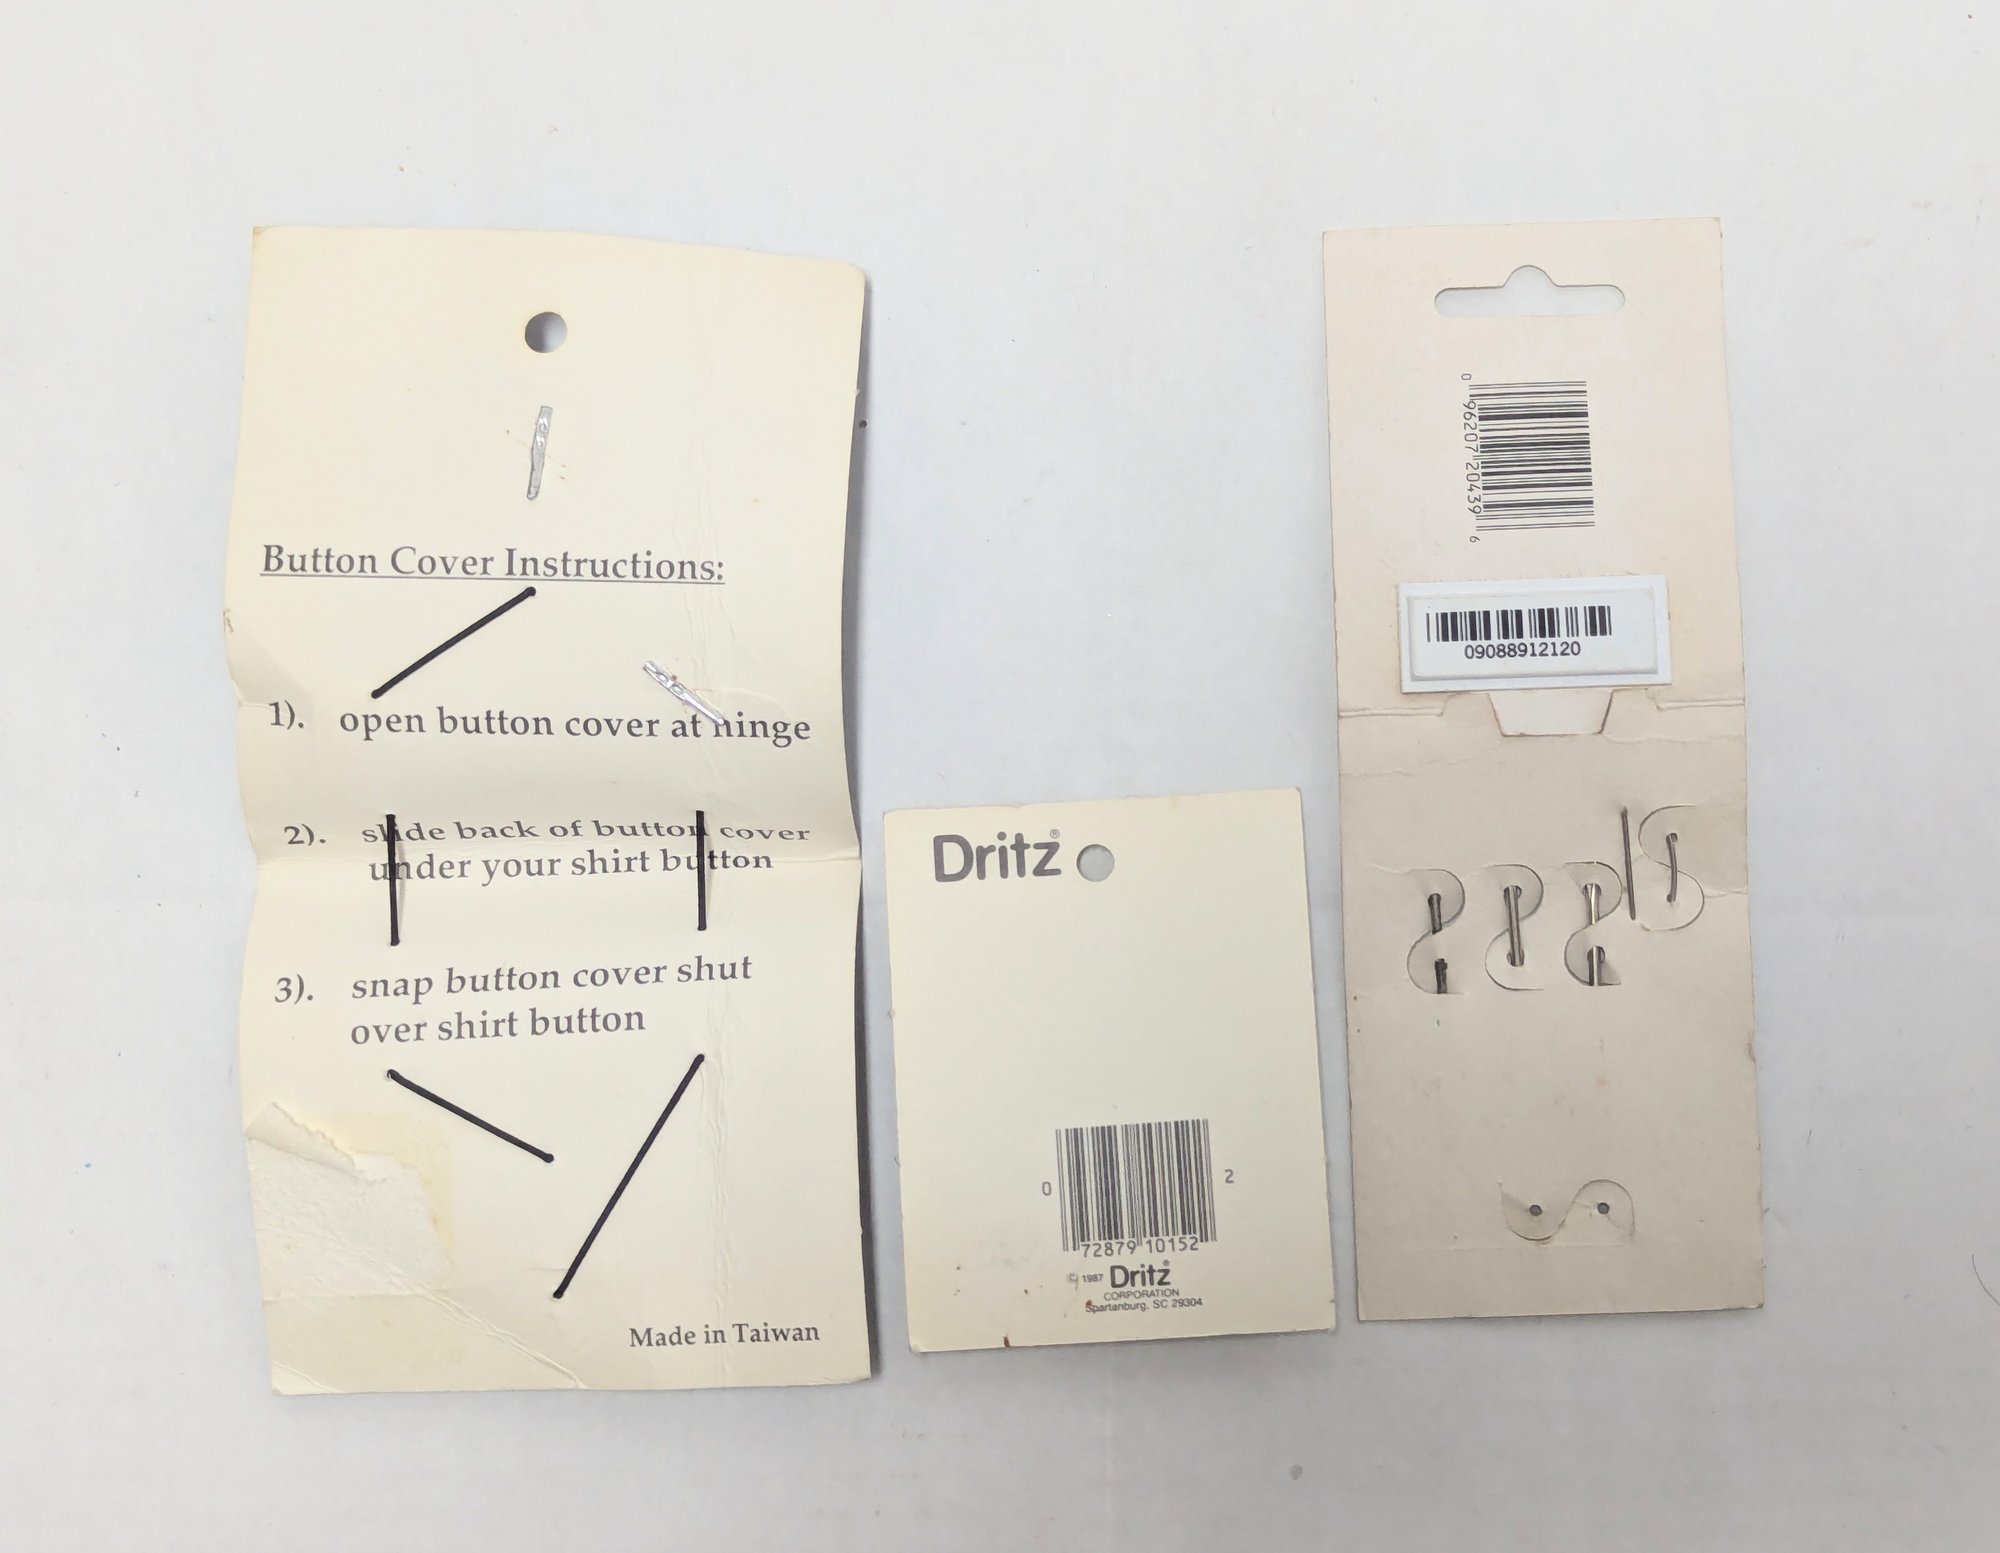 Button Cover Instructions:
1). open button cover at hinge
2). slide back of button cover
under your shirt button
3). snap button cover shut
over shirt button
Made in Taiwan
Dritz®
0 72879 10152 2
© 1987 Dritz®
CORPORATION
Spartanburg, SC 29304
0 96207 20439 6
09088912120